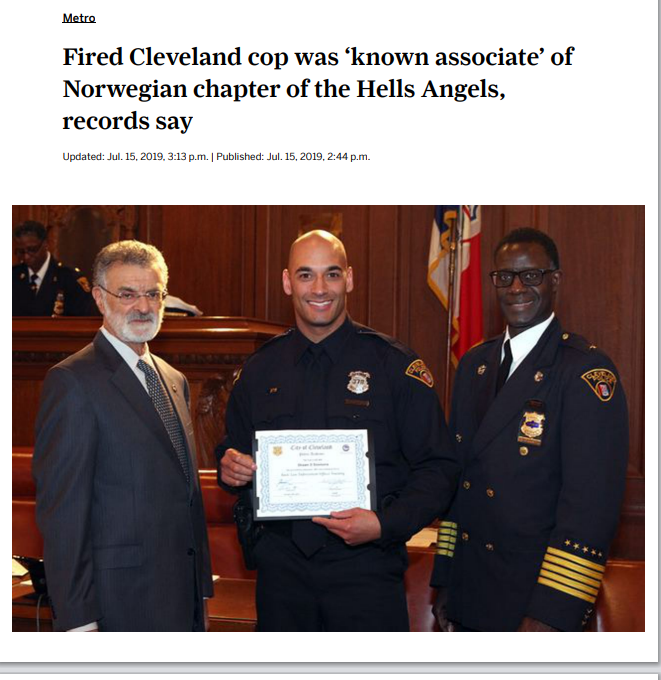 Metro
Fired Cleveland cop was ‘known associate’ of
Norwegian chapter of the Hells Angels,
records say
Updated: Jul. 15, 2019, 3:13 p.m. | Published: Jul. 15, 2019, 2:44 p.m.
City of Cleveland